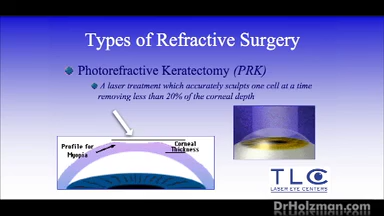 Types of Refractive Surgery
Photorefractive Keratectomy (PRK)
A laser treatment which accurately sculpts one cell at a time
removing less than 20% of the corneal depth
Profile for
Myopia
Corneal
Thickness
TLC
LASER EYE CENTERS
DrHolzman.com